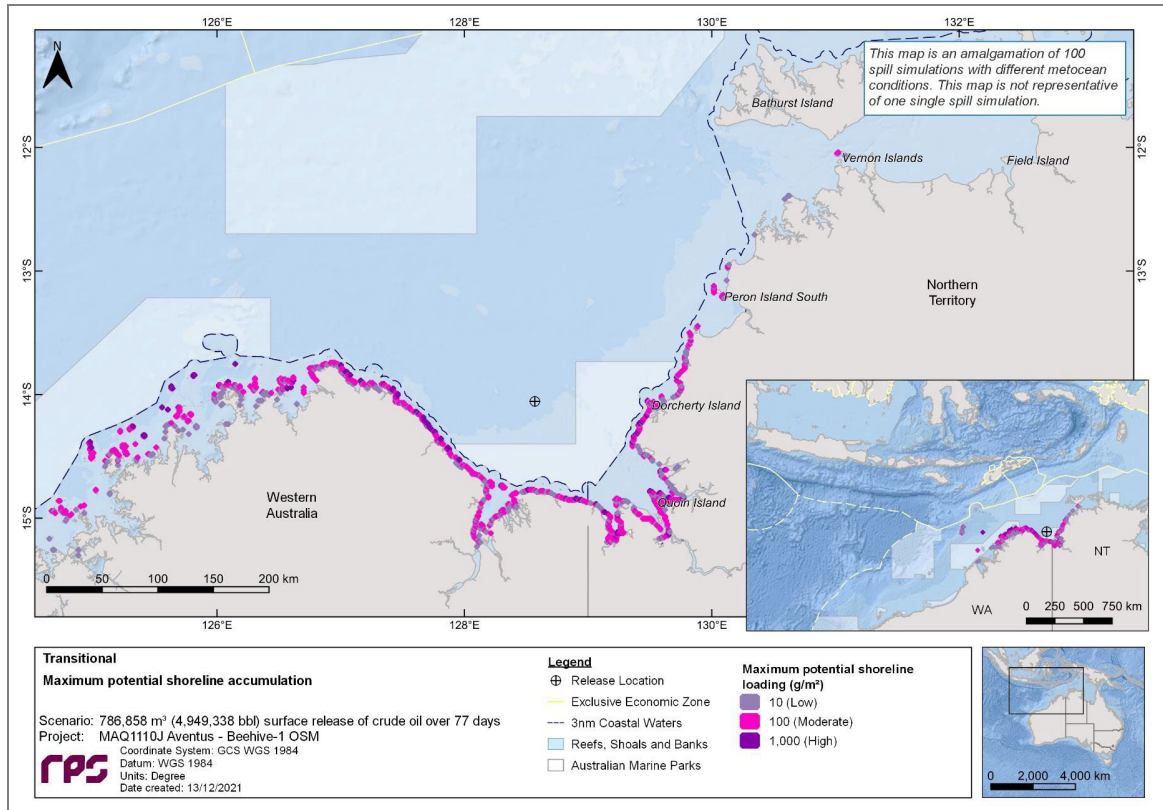 126°E
128°E
130°E
132°E
N
This map is an amalgamation of 100
spill simulations with different metocean
conditions. This map is not representative
of one single spill simulation.
Bathurst Island
12°S
12°S
Vernon Islands
Field Island
13°S
13°S
Peron Island South
Northern
Territory
14°S
14°S
Dorcherty Island
Western
Australia
Quoin Island
15°S
15°S
0 50 100 150 200 km
126°E
128°E
130°E
132°E
NT
WA
0 250 500 750 km
Transitional
Maximum potential shoreline accumulation
Scenario: 786,858 m³ (4,949,338 bbl) surface release of crude oil over 77 days
Project: MAQ1110J Aventus - Beehive-1 OSM
rps
Coordinate System: GCS WGS 1984
Datum: WGS 1984
Units: Degree
Date created: 13/12/2021
Legend
Release Location
Exclusive Economic Zone
3nm Coastal Waters
Reefs, Shoals and Banks
Australian Marine Parks
Maximum potential shoreline
loading (g/m²)
10 (Low)
100 (Moderate)
1,000 (High)
0 2,000 4,000 km